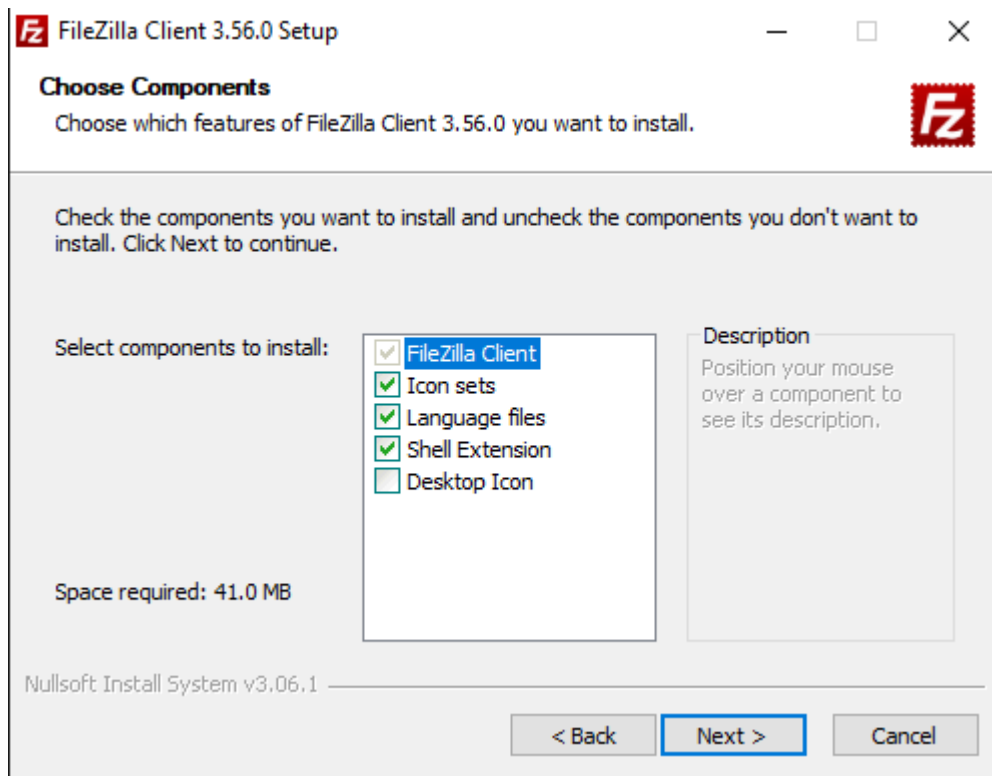 FileZilla Client 3.56.0 Setup
Choose Components
Choose which features of FileZilla Client 3.56.0 you want to install.
Fz
Check the components you want to install and uncheck the components you don't want to
install. Click Next to continue.
Select components to install:
FileZilla Client
Icon sets
Language files
Shell Extension
Desktop Icon
Description
Position your mouse
over a component to
see its description.
Space required: 41.0 MB
Nullsoft Install System v3.06.1
< Back
Next >
Cancel